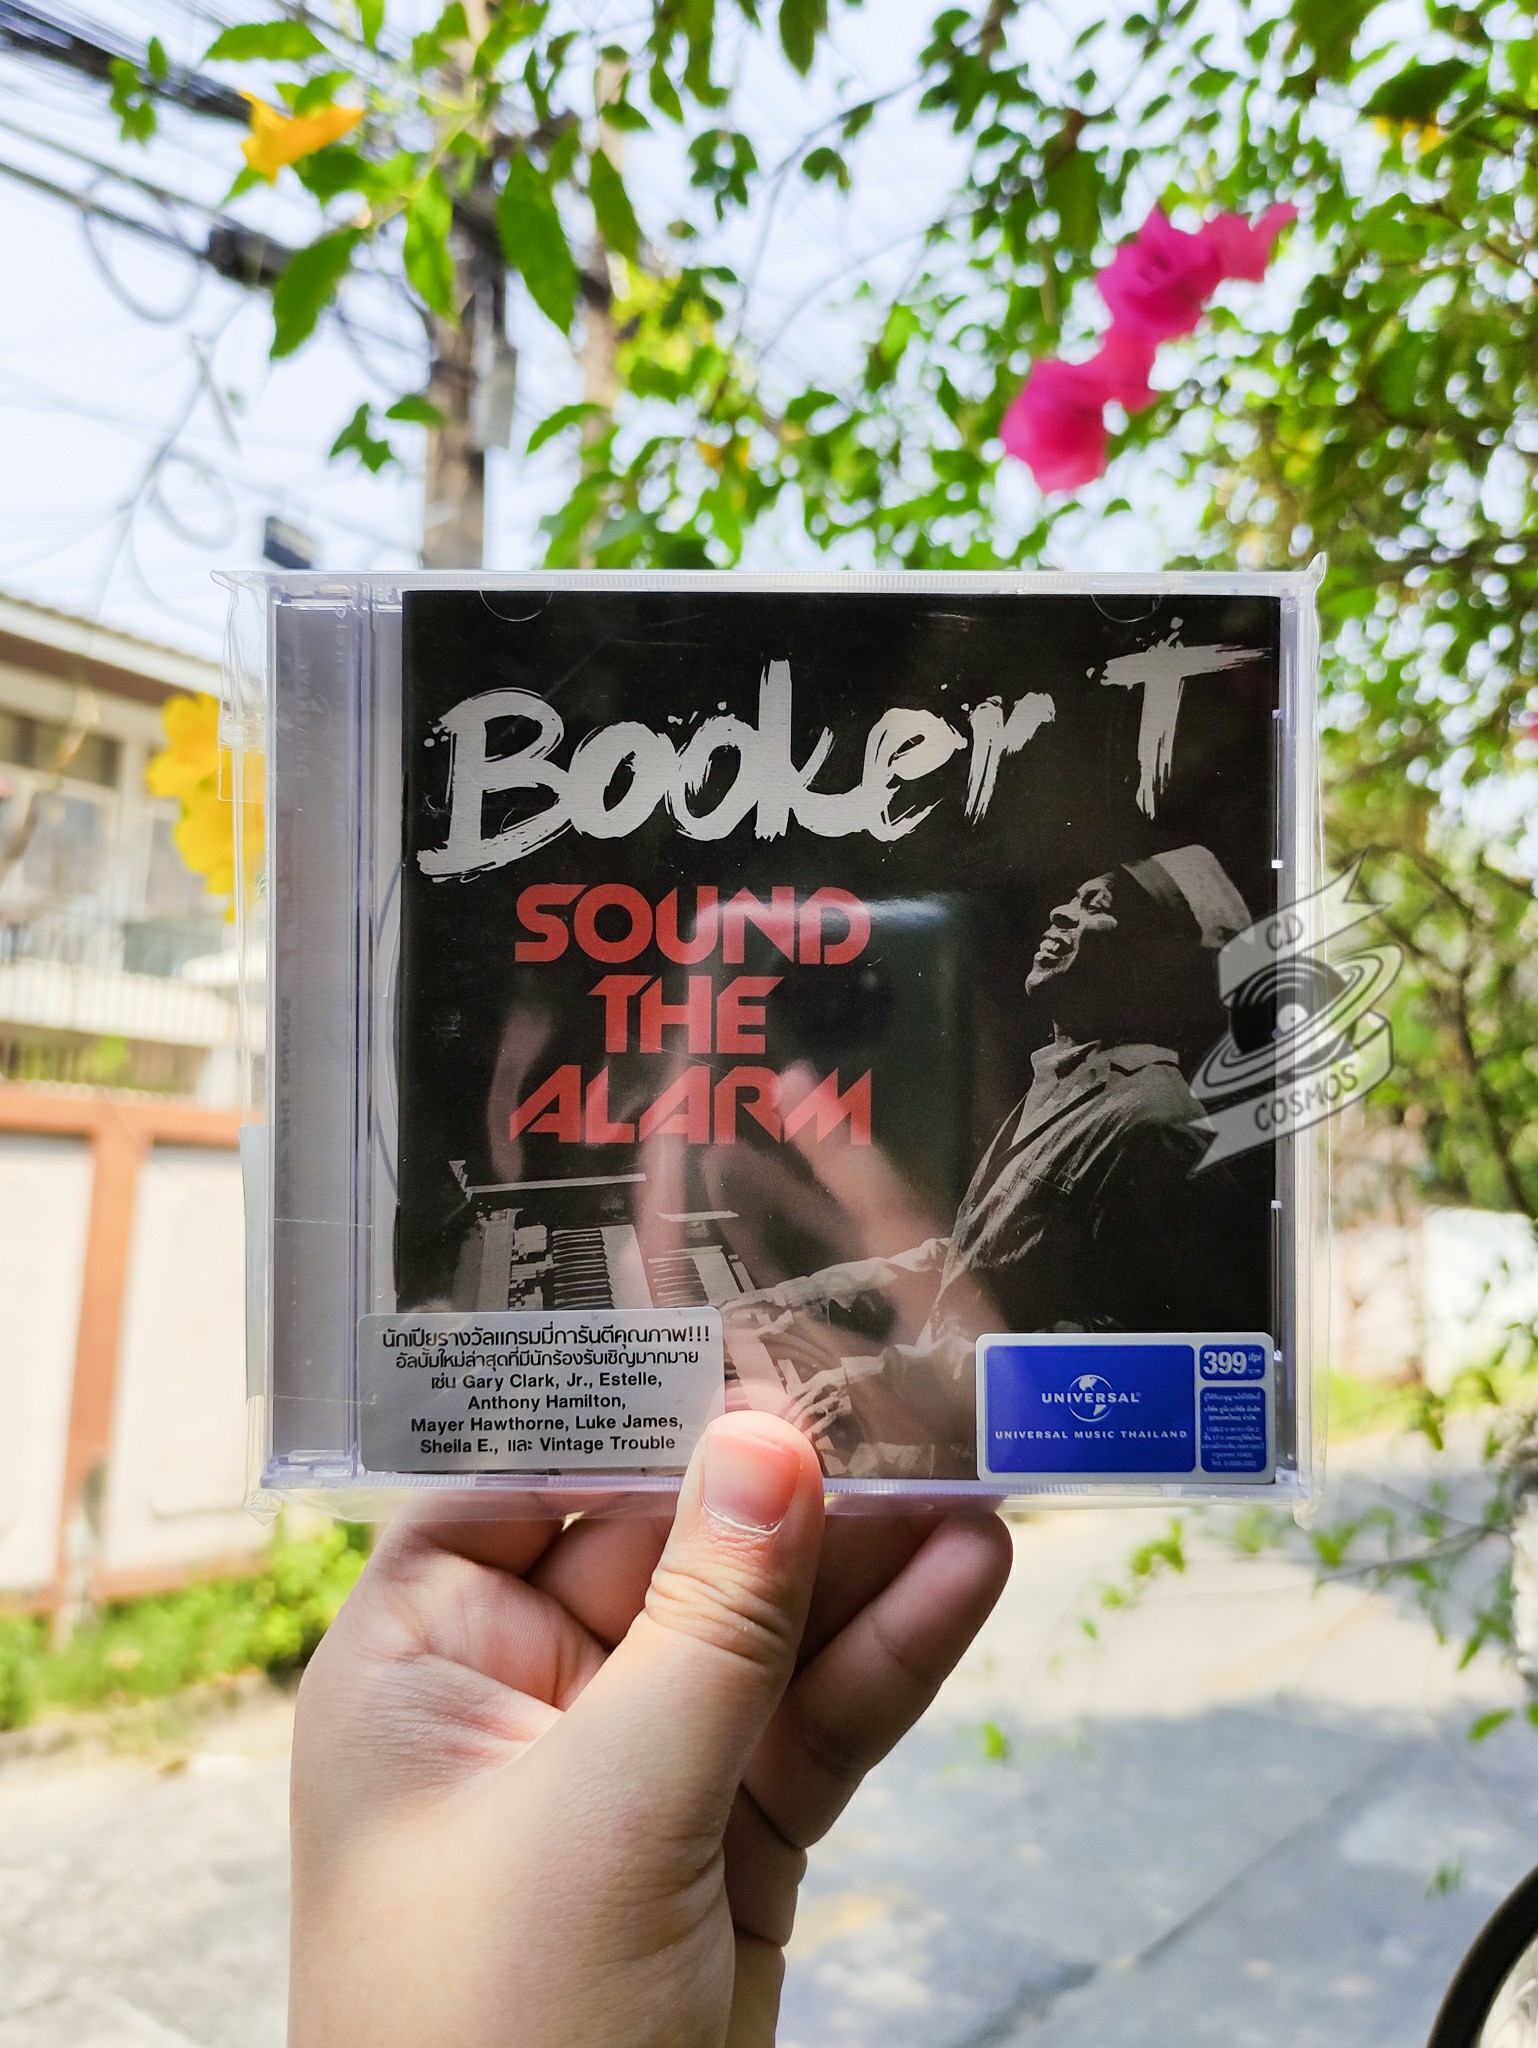 Booker T
SOUND
THE
ALARM
CD
COSMOS
นักเปียรางวัลแกรมมี่การันตีคุณภาพ!!!
อัลบั้มใหม่ล่าสุดที่มีนักร้องรับเชิญมากมาย
เช่น Gary Clark, Jr., Estelle,
Anthony Hamilton,
Mayer Hawthorne, Luke James,
Sheila E., และ Vintage Trouble
UNIVERSAL
UNIVERSAL MUSIC THAILAND
399
บาท